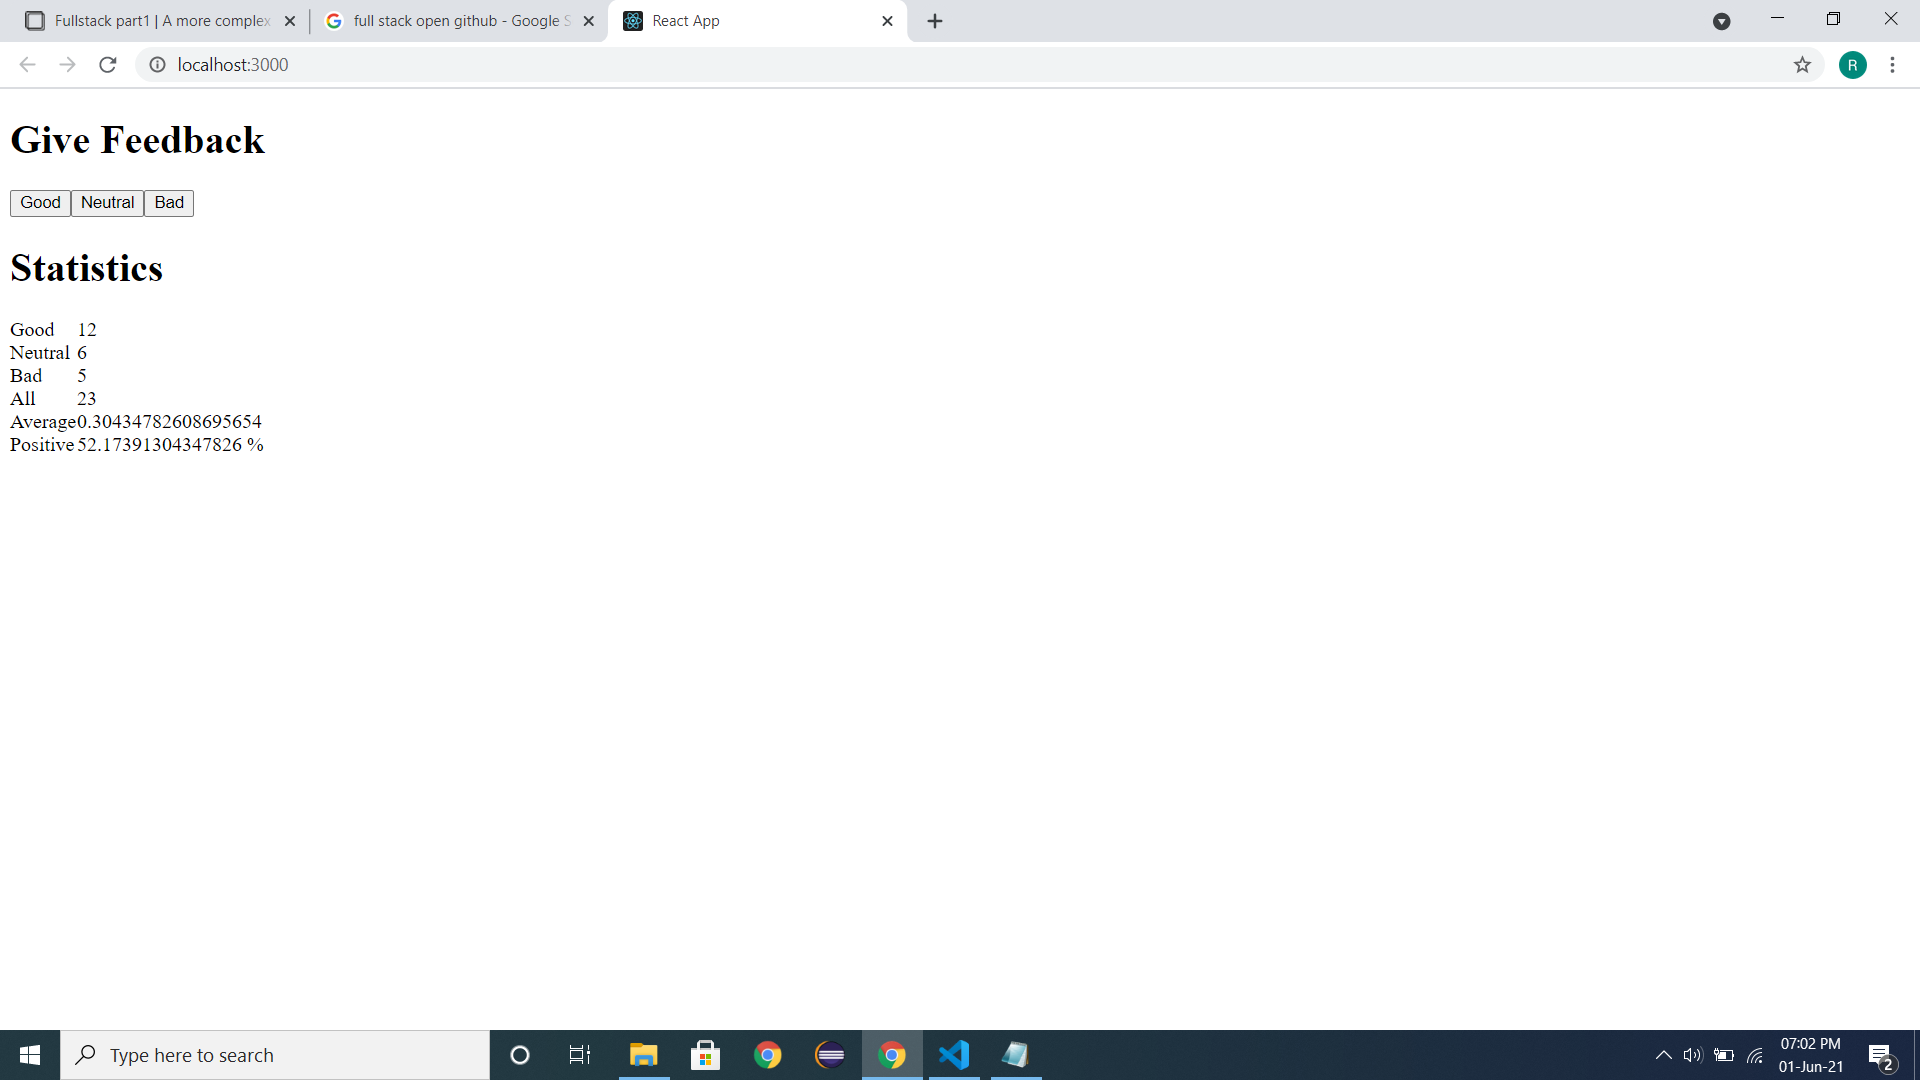 Fullstack part1 | A more complex
full stack open github - Google S
React App
localhost:3000
R
Give Feedback
Good Neutral Bad
Statistics
Good 12
Neutral 6
Bad 5
All 23
Average 0.30434782608695654
Positive 52.17391304347826 %
Type here to search
07:02 PM
01-Jun-21
2